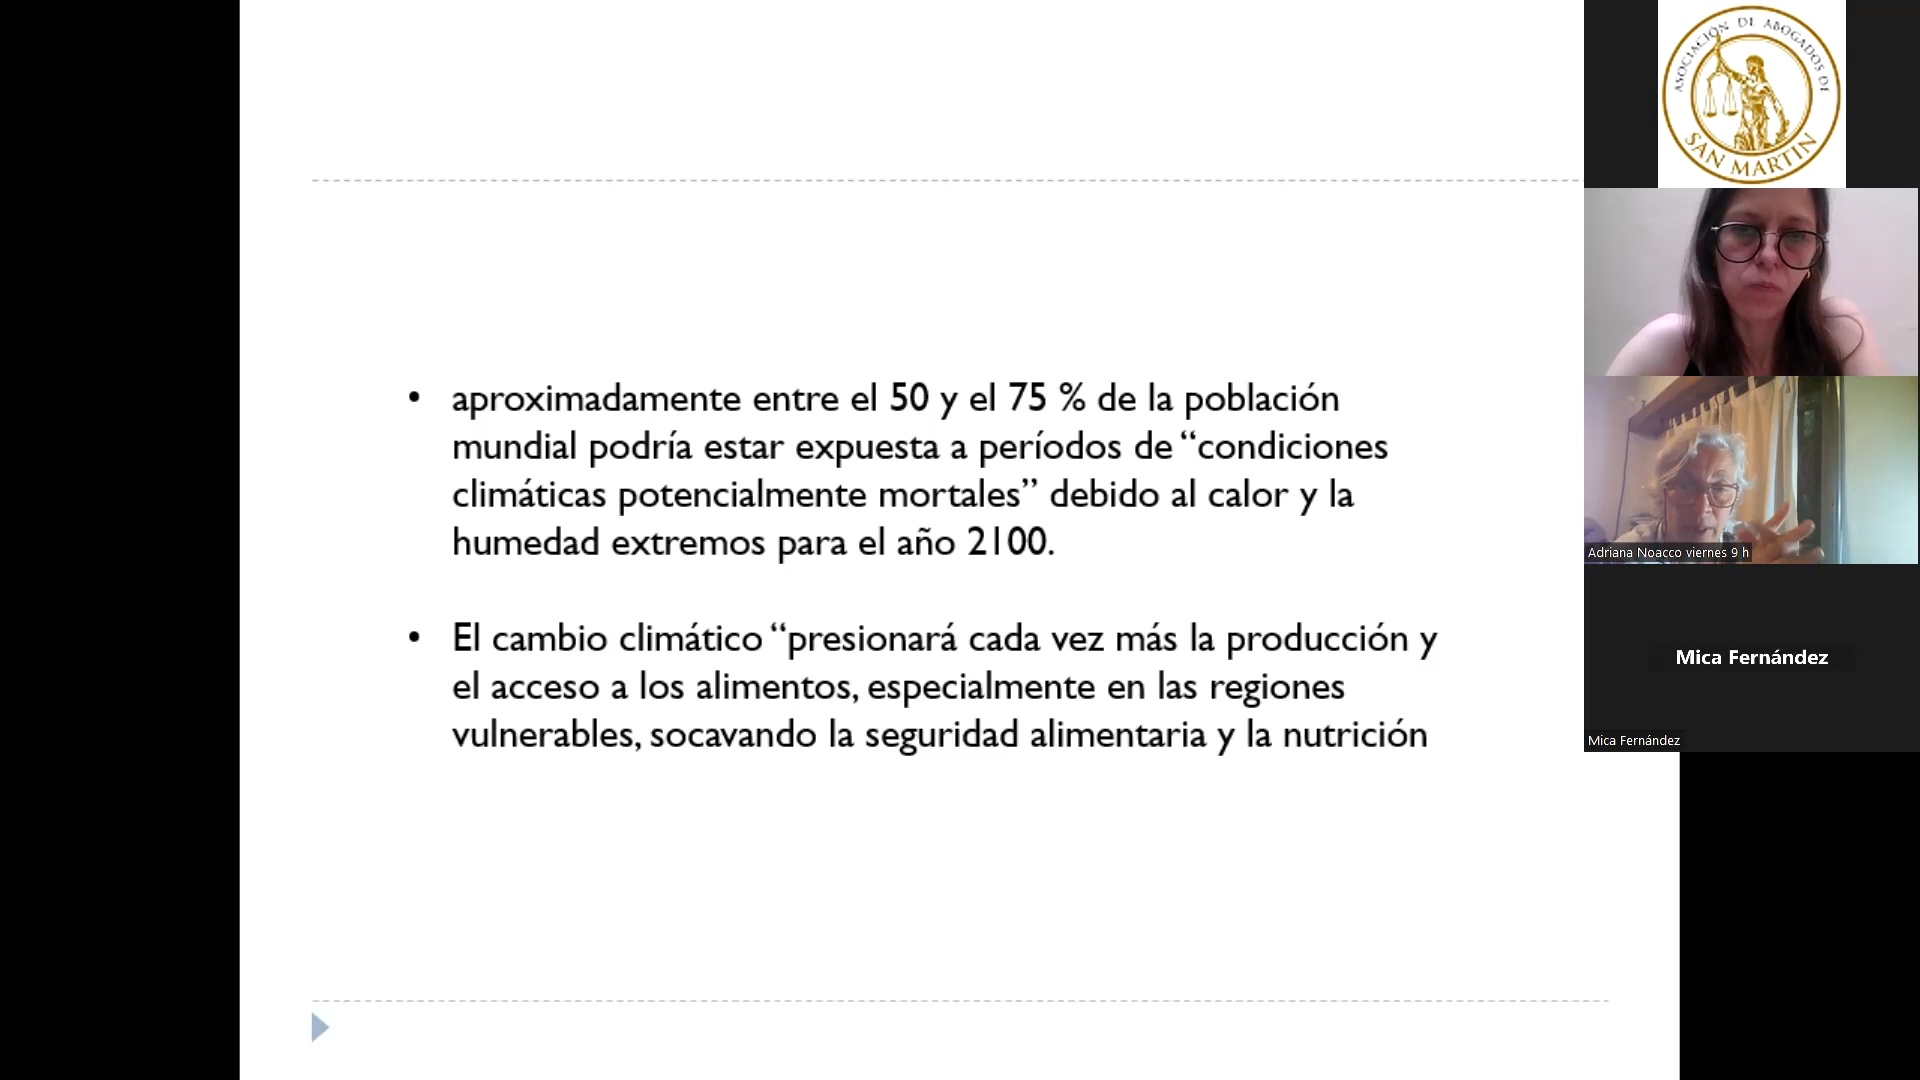 • aproximadamente entre el 50 y el 75 % de la población
mundial podría estar expuesta a períodos de “condiciones
climáticas potencialmente mortales” debido al calor y la
humedad extremos para el año 2100.
• El cambio climático “presionará cada vez más la producción y
el acceso a los alimentos, especialmente en las regiones
vulnerables, socavando la seguridad alimentaria y la nutrición
ASOCIACION DE ABOGADOS DE
SAN MARTIN
Adriana Noacco viernes 9 h
Mica Fernández
Mica Fernández